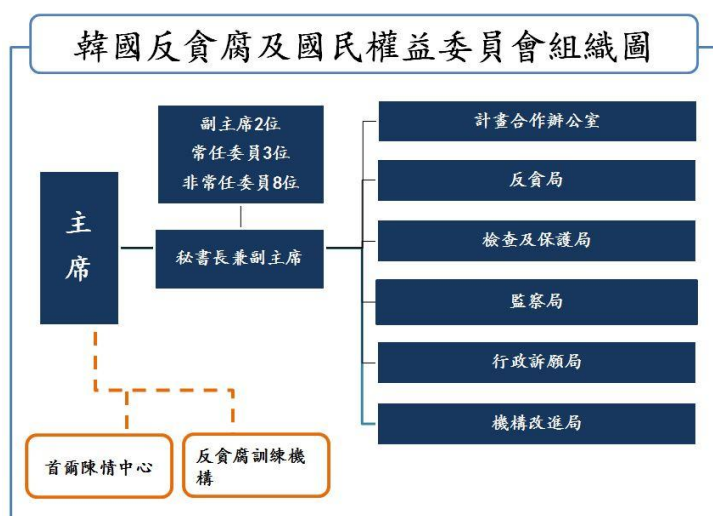 韓國反貪腐及國民權益委員會組織圖
副主席2位
常任委員3位
非常任委員8位
主
席
秘書長兼副主席
計畫合作辦公室
反貪局
檢查及保護局
監察局
行政訴願局
機構改進局
首爾陳情中心
反貪腐訓練機
構